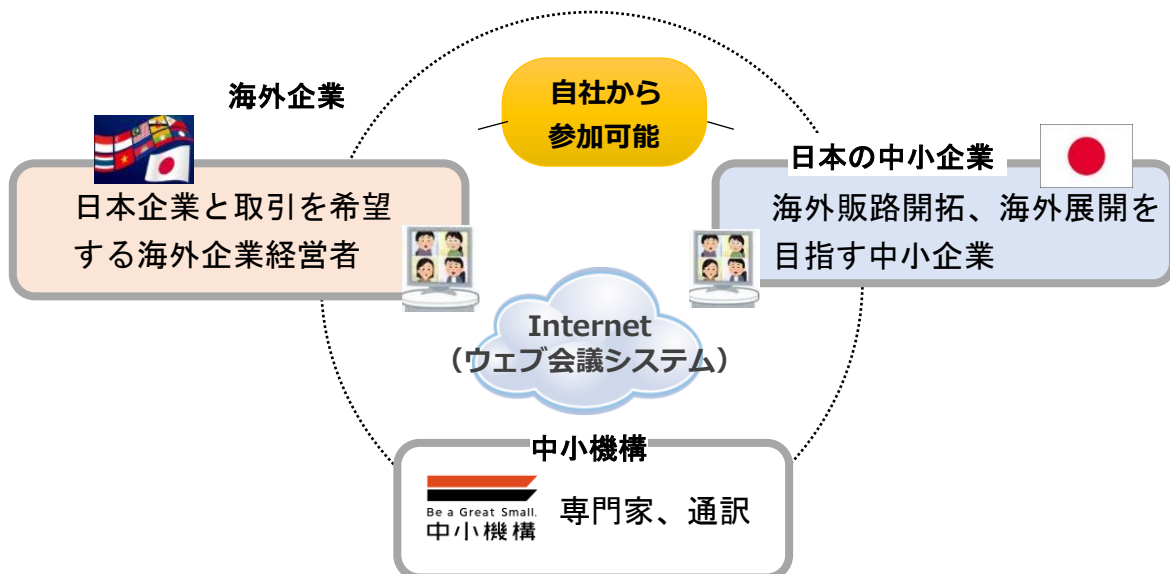 自社から
参加可能
海外企業
日本企業と取引を希望
する海外企業経営者
日本の中小企業
海外販路開拓、海外展開を
目指す中小企業
Internet
（ウェブ会議システム）
中小機構
Be a Great Small.
中小機構
専門家、通訳